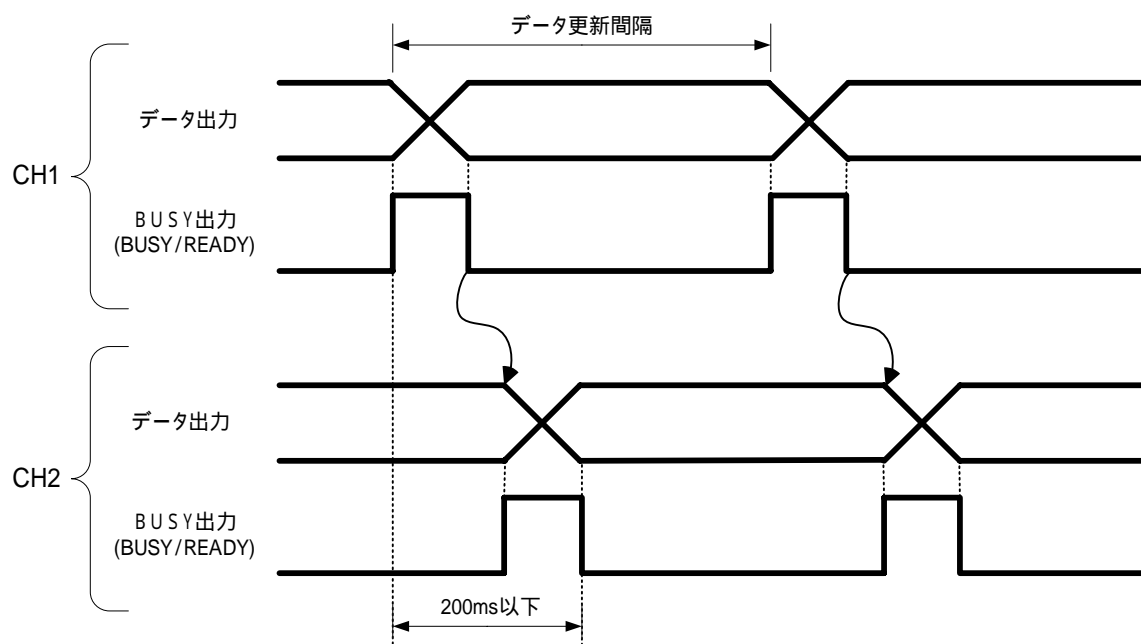 データ更新間隔
CH1
データ出力
BUSY出力
(BUSY/READY)
CH2
データ出力
BUSY出力
(BUSY/READY)
200ms以下